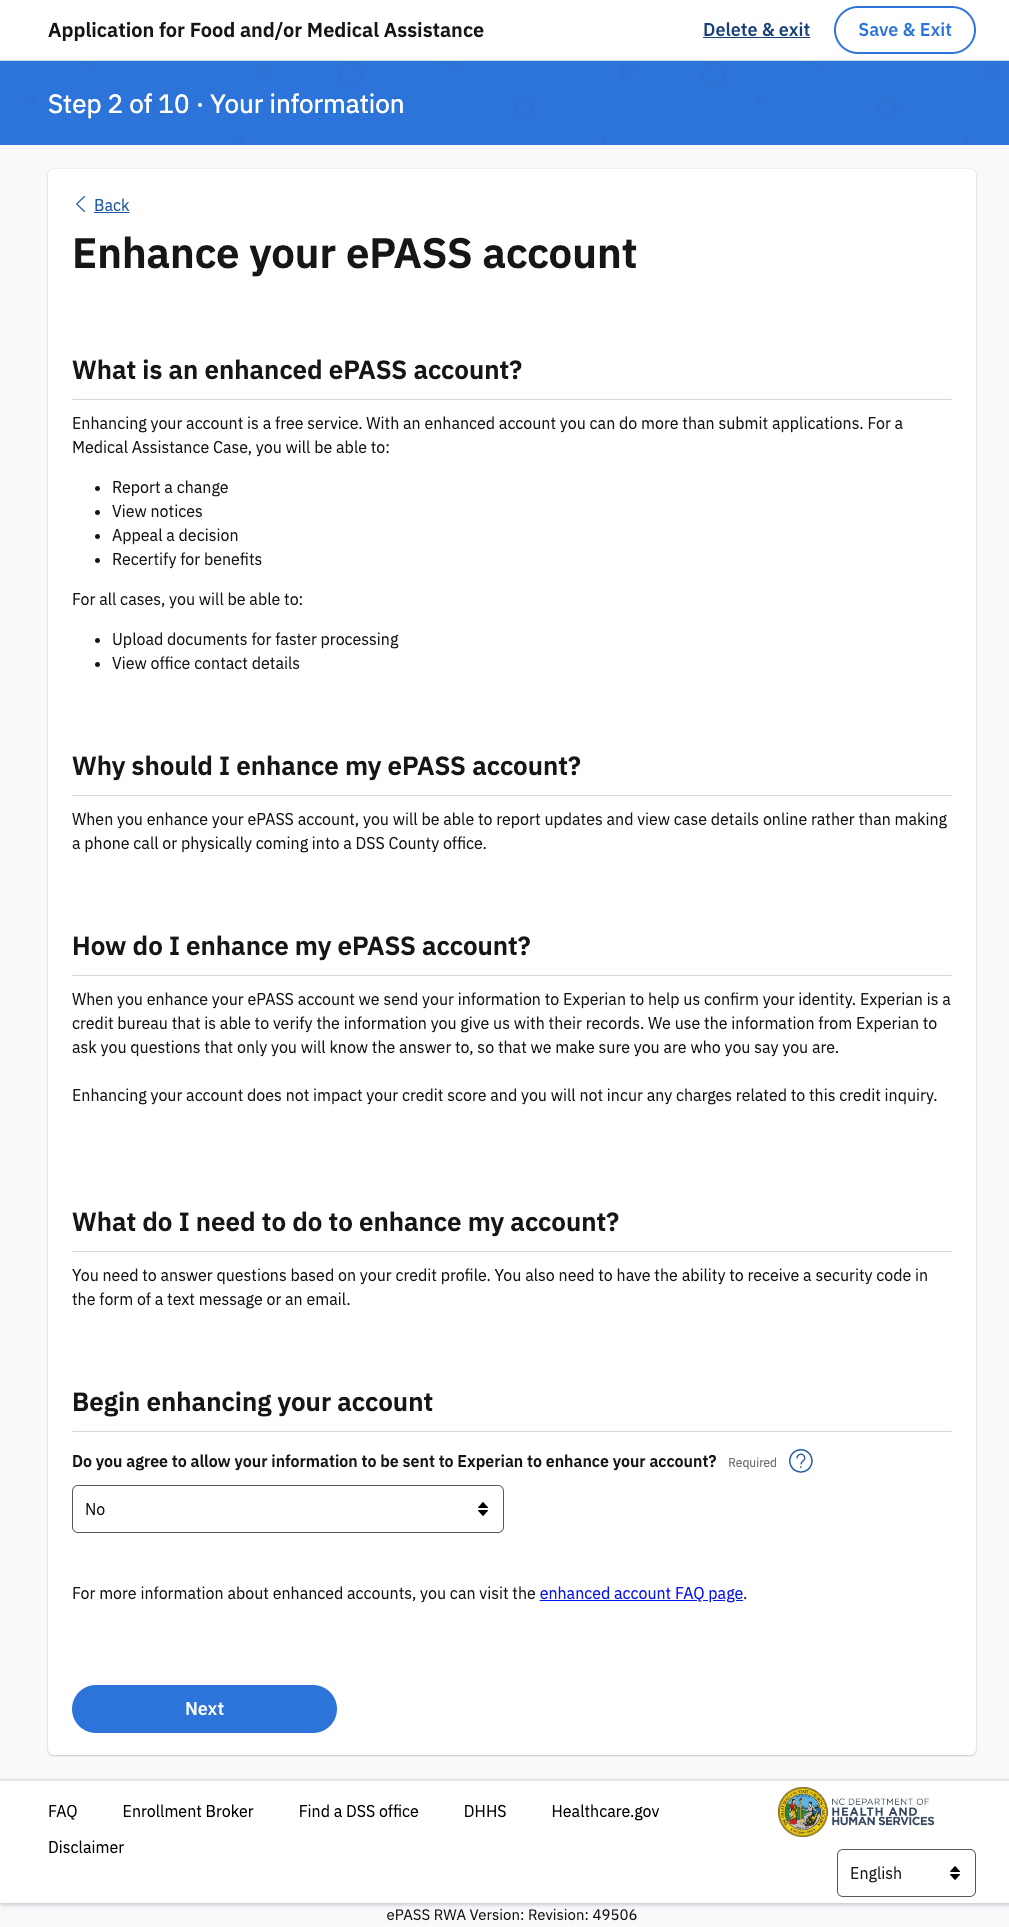 Application for Food and/or Medical Assistance
Delete & exit
Save & Exit
Step 2 of 10 · Your information
Back
Enhance your ePASS account
What is an enhanced ePASS account?
Enhancing your account is a free service. With an enhanced account you can do more than submit applications. For a
Medical Assistance Case, you will be able to:
• Report a change
• View notices
• Appeal a decision
• Recertify for benefits
For all cases, you will be able to:
• Upload documents for faster processing
• View office contact details
Why should I enhance my ePASS account?
When you enhance your ePASS account, you will be able to report updates and view case details online rather than making
a phone call or physically coming into a DSS County office.
How do I enhance my ePASS account?
When you enhance your ePASS account we send your information to Experian to help us confirm your identity. Experian is a
credit bureau that is able to verify the information you give us with their records. We use the information from Experian to
ask you questions that only you will know the answer to, so that we make sure you are who you say you are.
Enhancing your account does not impact your credit score and you will not incur any charges related to this credit inquiry.
What do I need to do to enhance my account?
You need to answer questions based on your credit profile. You also need to have the ability to receive a security code in
the form of a text message or an email.
Begin enhancing your account
Do you agree to allow your information to be sent to Experian to enhance your account? Required ?
No
For more information about enhanced accounts, you can visit the enhanced account FAQ page.
Next
FAQ Enrollment Broker Find a DSS office DHHS Healthcare.gov
Disclaimer
NC DEPARTMENT OF
HEALTH AND
HUMAN SERVICES
English
ePASS RWA Version: Revision: 49506